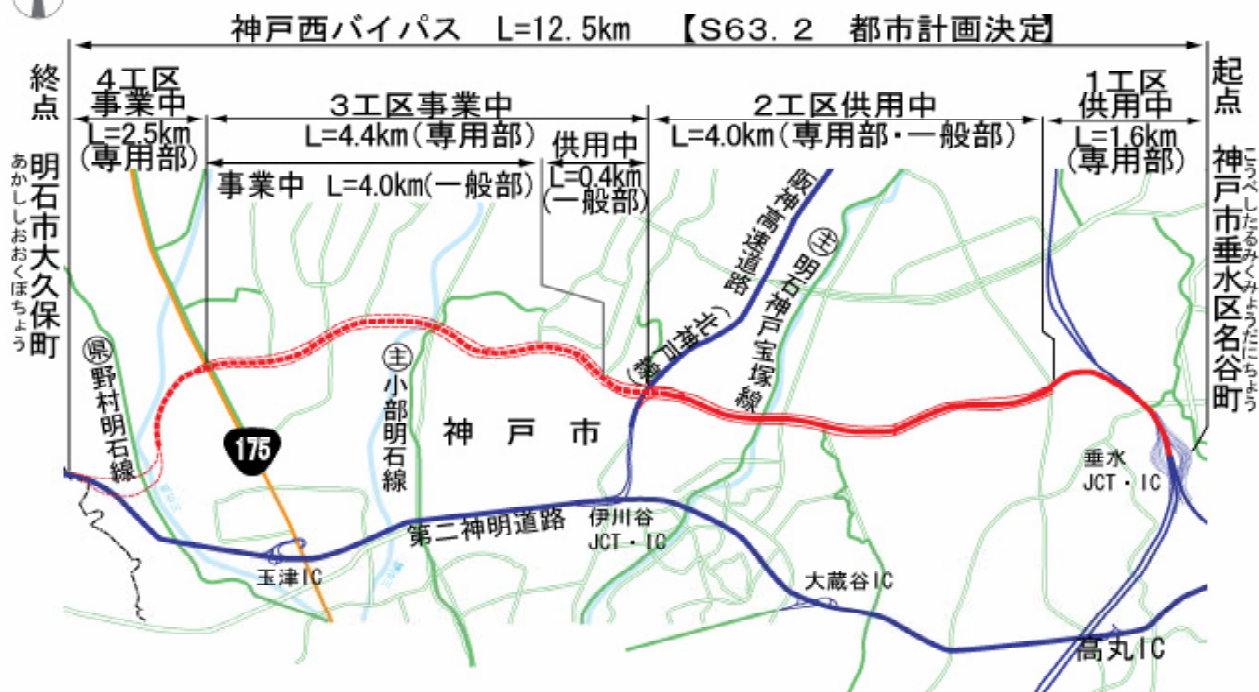 神戸西バイパス L=12.5km 【S63.2 都市計画決定】
終点
明石市大久保町
あかししおおくぼちょう
4工区
事業中
L=2.5km
(専用部)
3工区事業中
L=4.4km(専用部)
事業中 L=4.0km(一般部)
供用中
L=0.4km
(一般部)
2工区供用中
L=4.0km(専用部・一般部)
1工区
供用中
L=1.6km
(専用部)
起点
神戸市垂水区名谷町
こうべしたるみくみょうだにちょう
阪神高速道路
(北神戸線)
主 明石神戸宝塚線
県 野村明石線
175
主 小部明石線
神戸市
垂水
JCT・IC
第二神明道路
伊川谷
JCT・IC
玉津IC
大蔵谷IC
高丸IC